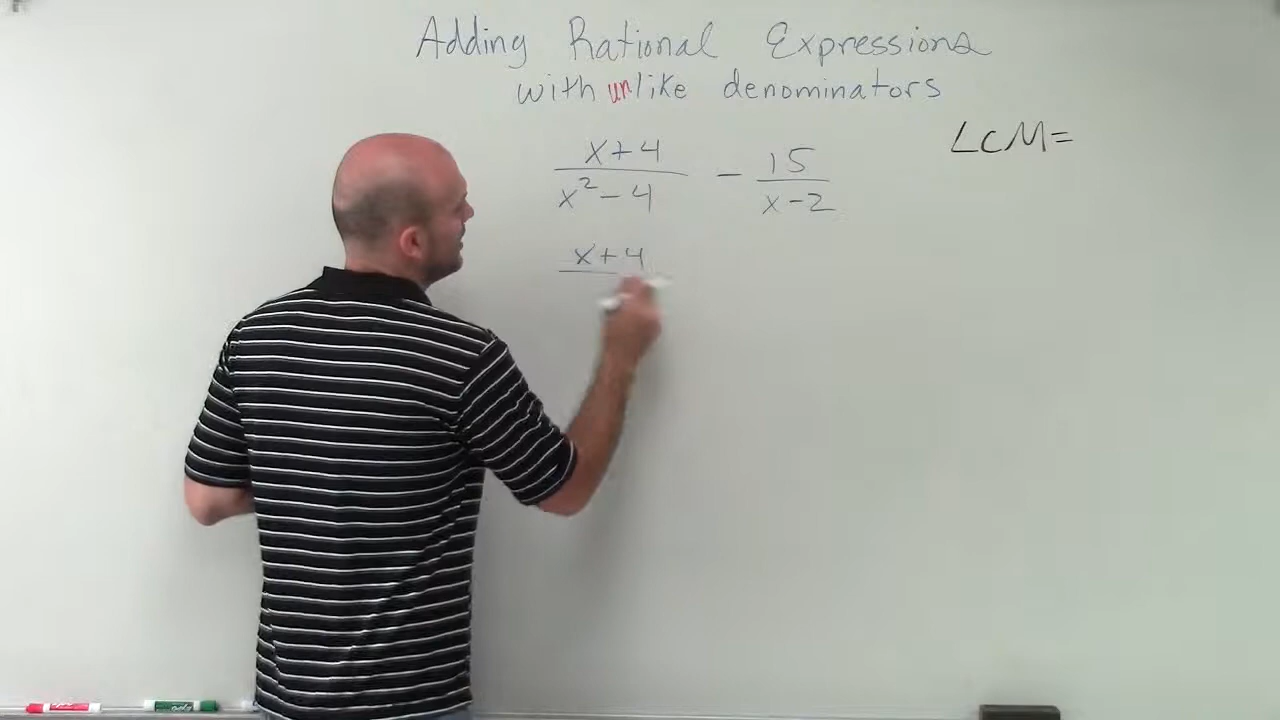 Adding Rational Expressions
with unlike denominators
x+4 / x² - 4 - 15 / x-2
LCM=
x+4